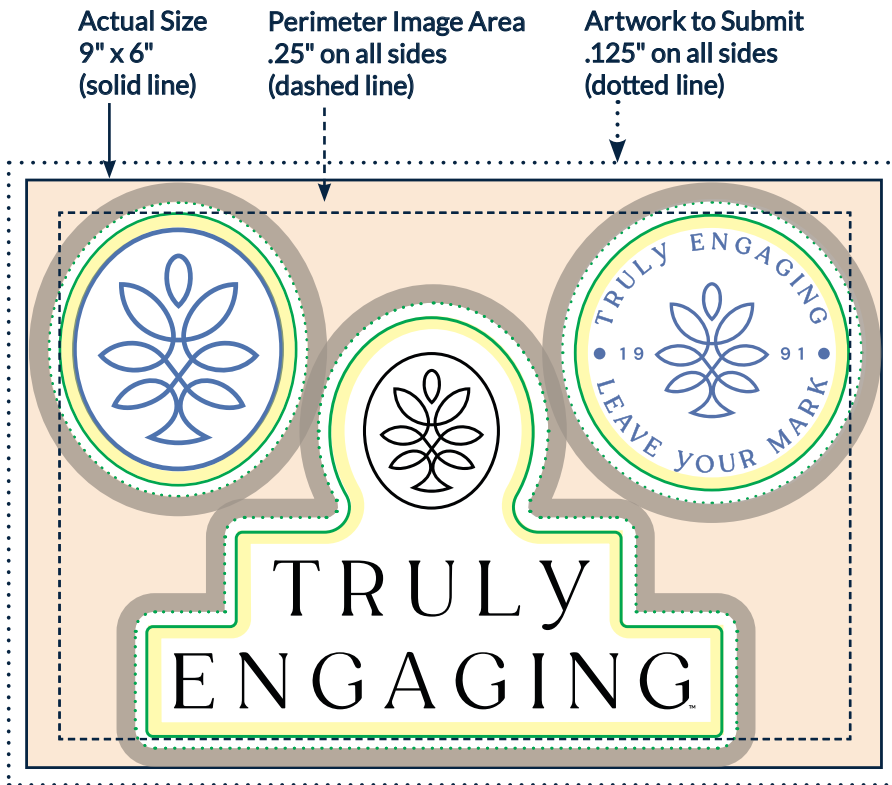 Actual Size
9" x 6"
(solid line)
Perimeter Image Area
.25" on all sides
(dashed line)
Artwork to Submit
.125" on all sides
(dotted line)
TRULY ENGAGING
• 19 91 •
LEAVE YOUR MARK
TRULY
ENGAGING™